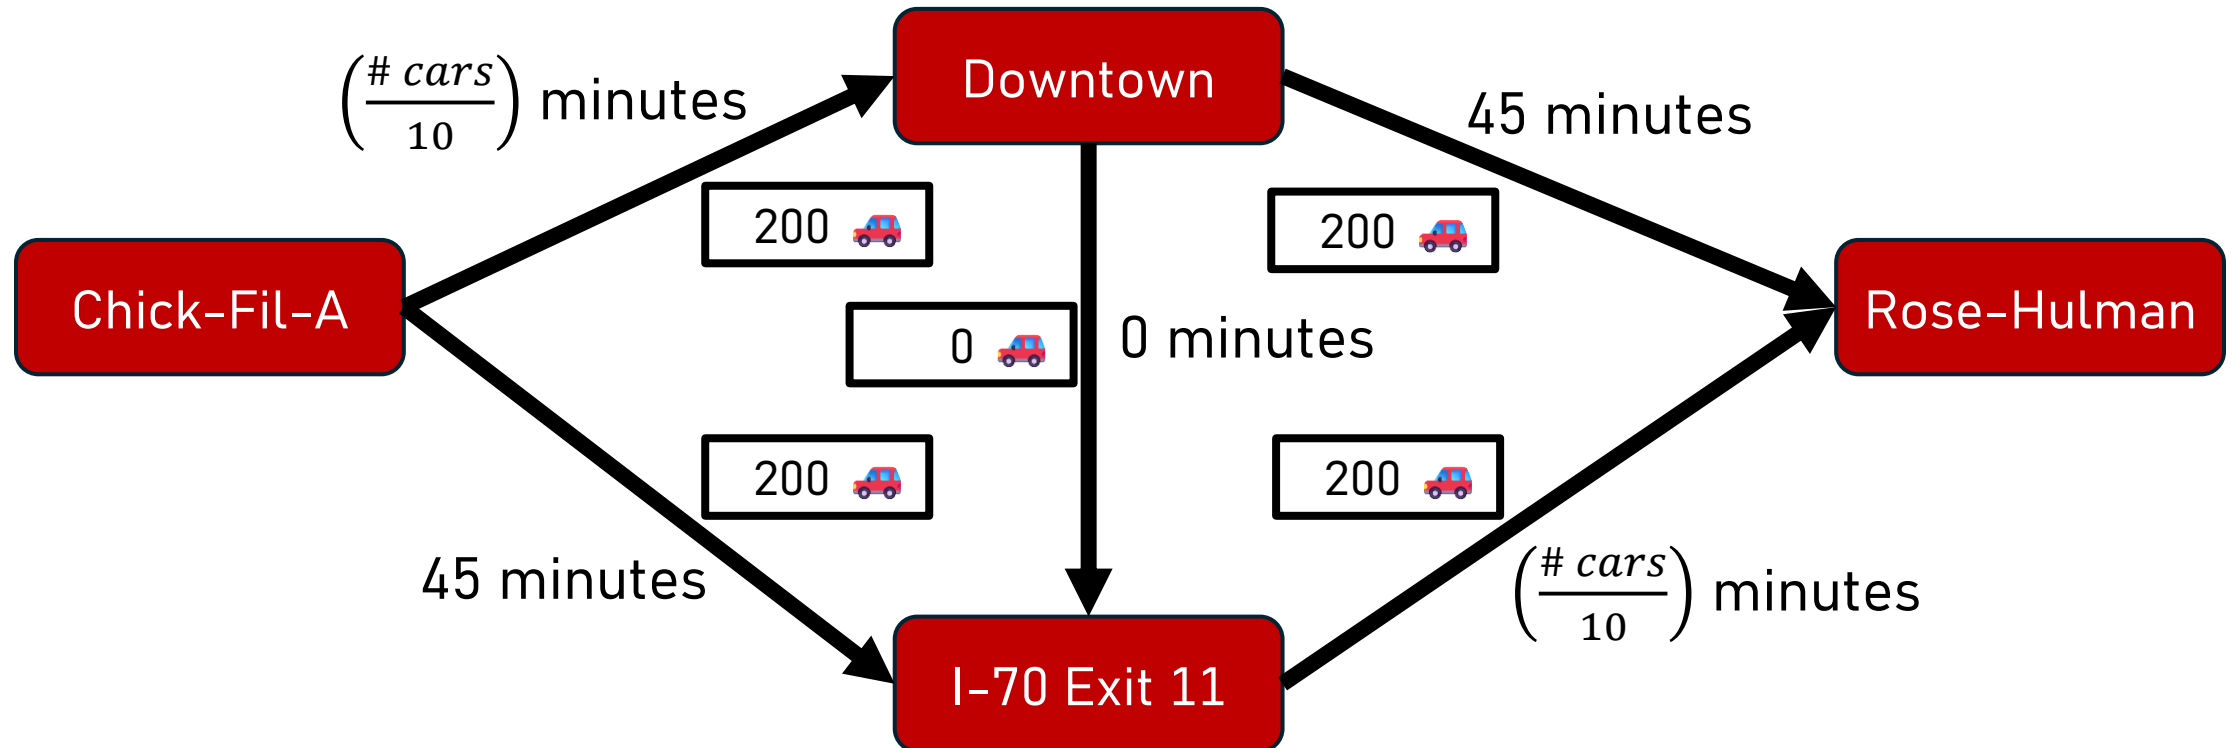 Downtown
(# cars / 10) minutes
45 minutes
200
200
Chick-Fil-A
Rose-Hulman
0
0 minutes
200
200
45 minutes
(# cars / 10) minutes
I-70 Exit 11